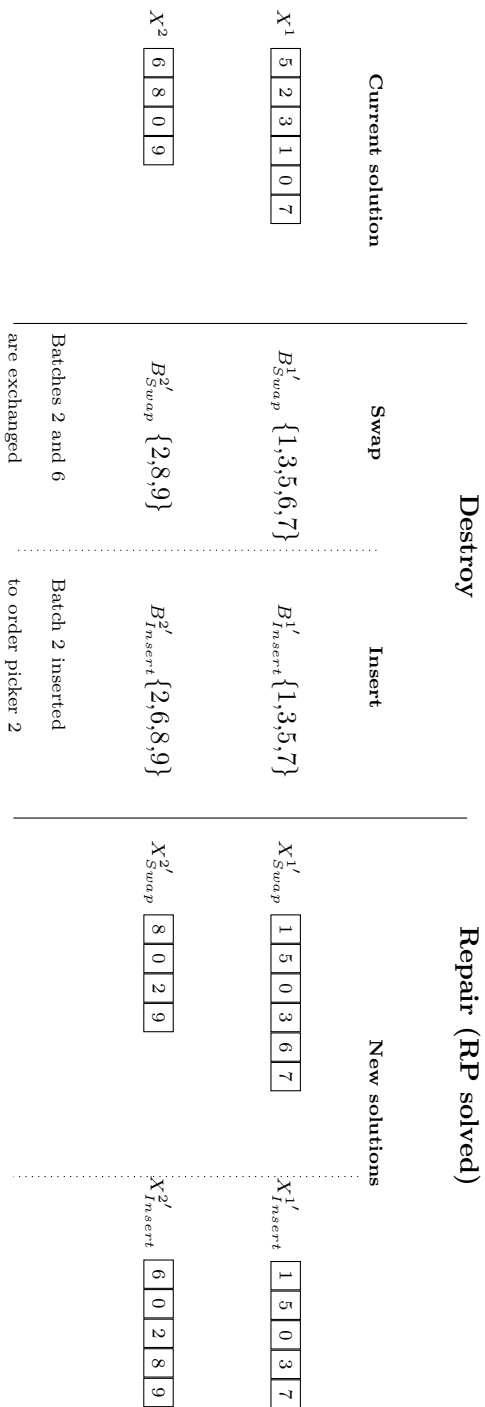 Destroy
Repair (RP solved)
Current solution
Swap
Insert
New solutions
X^1 5 2 3 1 0 7
B^{1'}_{Swap} {1,3,5,6,7}
B^{1'}_{Insert} {1,3,5,7}
X^{1'}_{Swap} 1 5 0 3 6 7
X^{1'}_{Insert} 1 5 0 3 7
X^2 6 8 0 9
B^{2'}_{Swap} {2,8,9}
B^{2'}_{Insert} {2,6,8,9}
X^{2'}_{Swap} 8 0 2 9
X^{2'}_{Insert} 6 0 2 8 9
Batches 2 and 6
are exchanged
Batch 2 inserted
to order picker 2